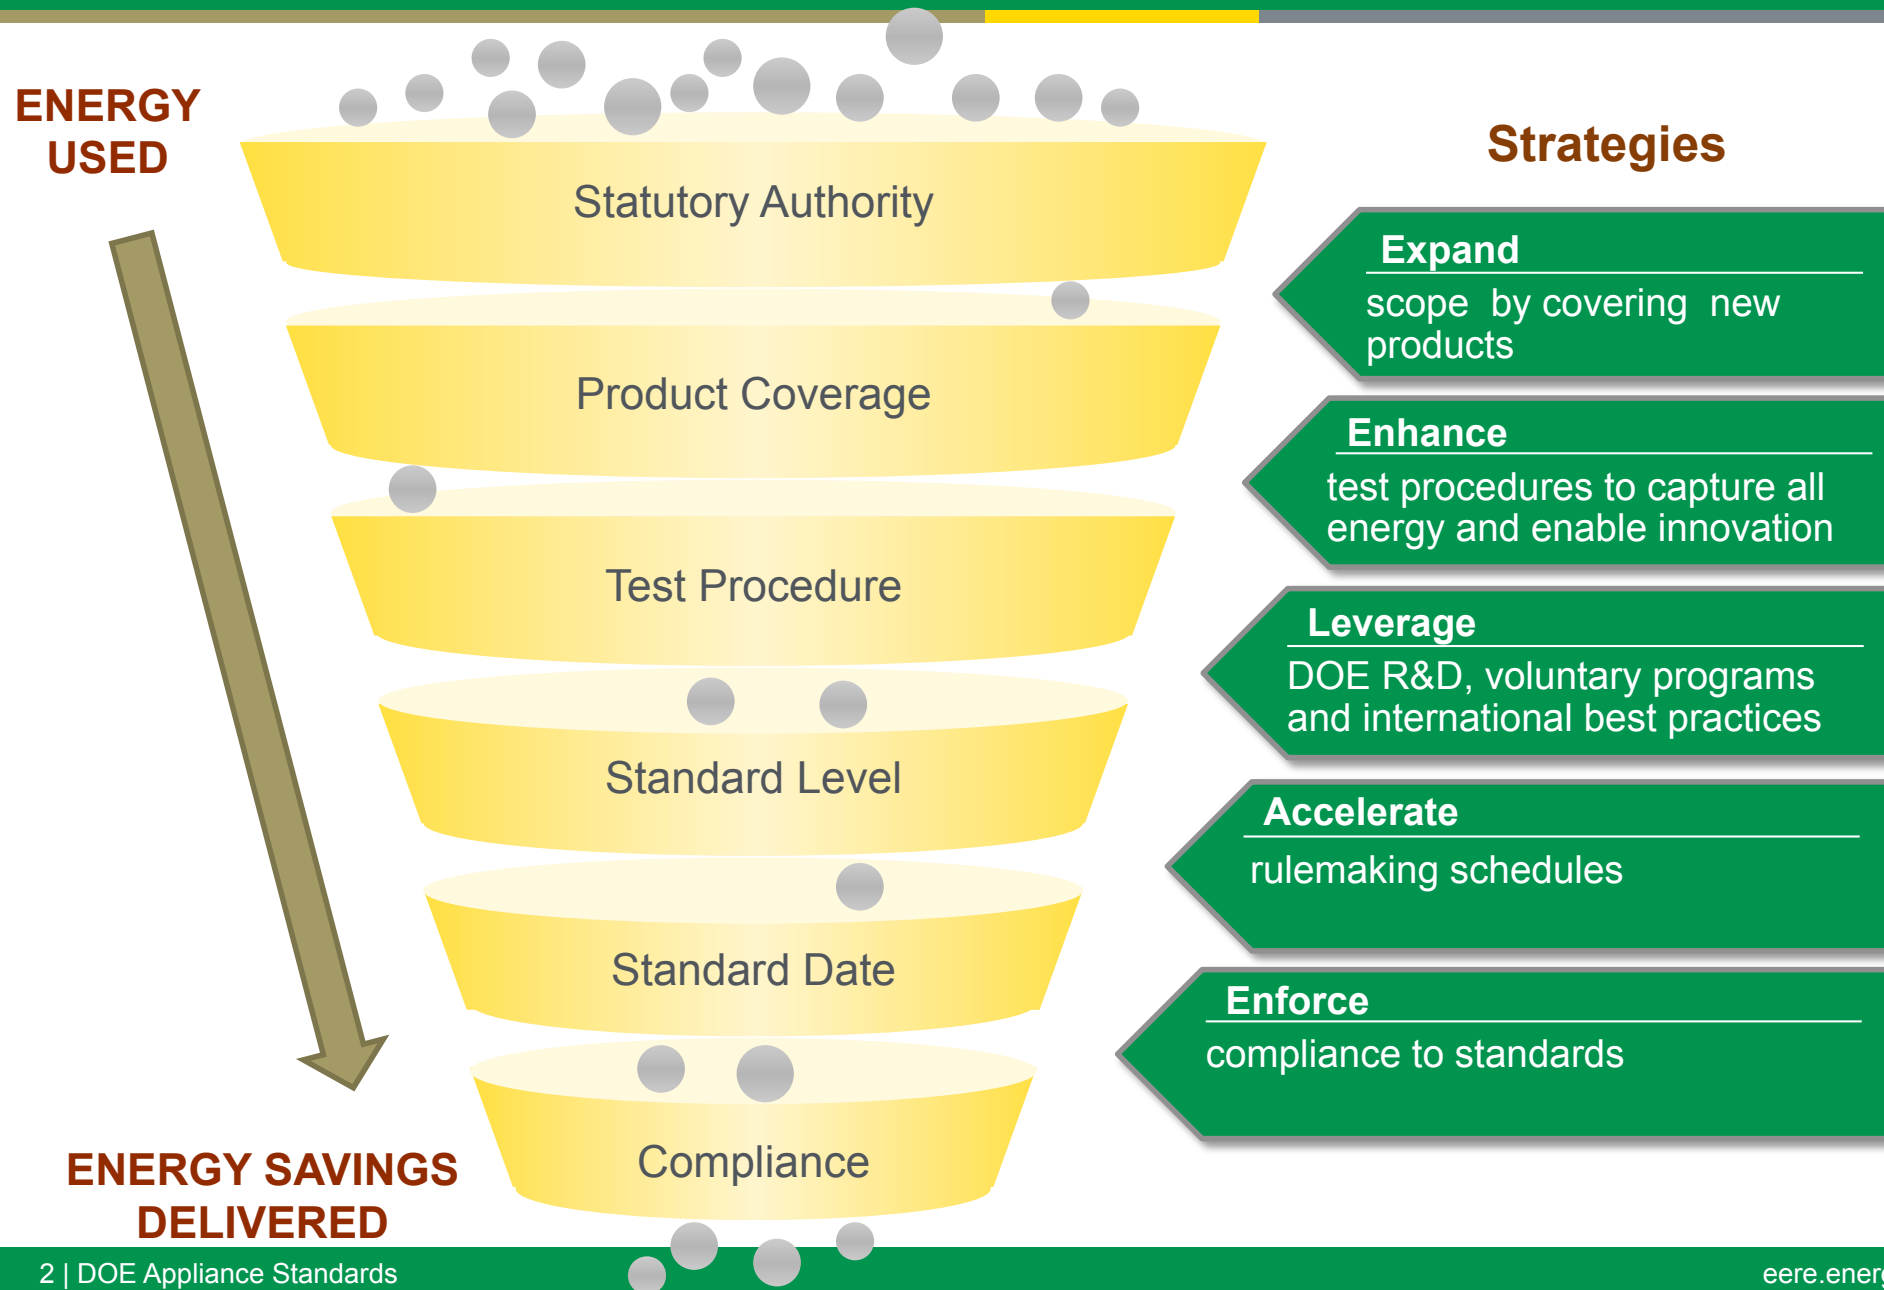 ENERGY
USED
Statutory Authority
Product Coverage
Test Procedure
Standard Level
Standard Date
Compliance
ENERGY SAVINGS
DELIVERED
Strategies
Expand
scope by covering new
products
Enhance
test procedures to capture all
energy and enable innovation
Leverage
DOE R&D, voluntary programs
and international best practices
Accelerate
rulemaking schedules
Enforce
compliance to standards
2 | DOE Appliance Standards
eere.energ